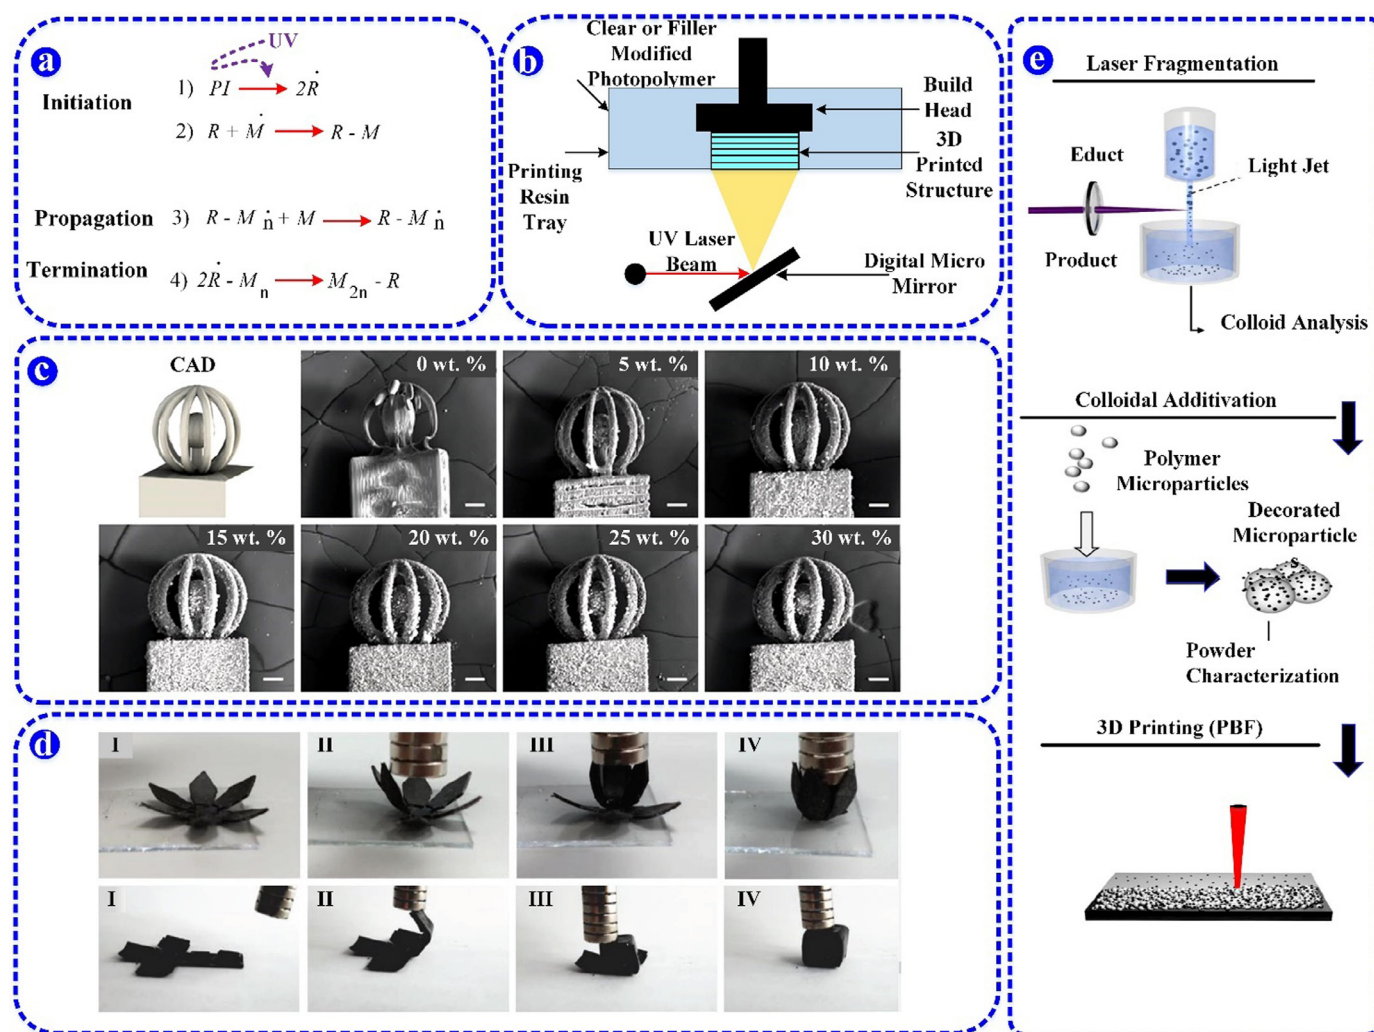 a
UV
Initiation
1) PI → 2Ṙ
2) R + Ṁ → R - M
Propagation
3) R - Ṁn + M → R - Ṁn
Termination
4) 2Ṙ - Mn → M2n - R
b
Clear or Filler
Modified
Photopolymer
Build
Head
3D
Printed
Structure
Printing
Resin
Tray
UV Laser
Beam
Digital Micro
Mirror
c
CAD
0 wt. %
5 wt. %
10 wt. %
15 wt. %
20 wt. %
25 wt. %
30 wt. %
d
I
II
III
IV
I
II
III
IV
e
Laser Fragmentation
Educt
Light Jet
Product
Colloid Analysis
Colloidal Additivation
Polymer
Microparticles
Decorated
Microparticle
s
Powder
Characterization
3D Printing (PBF)